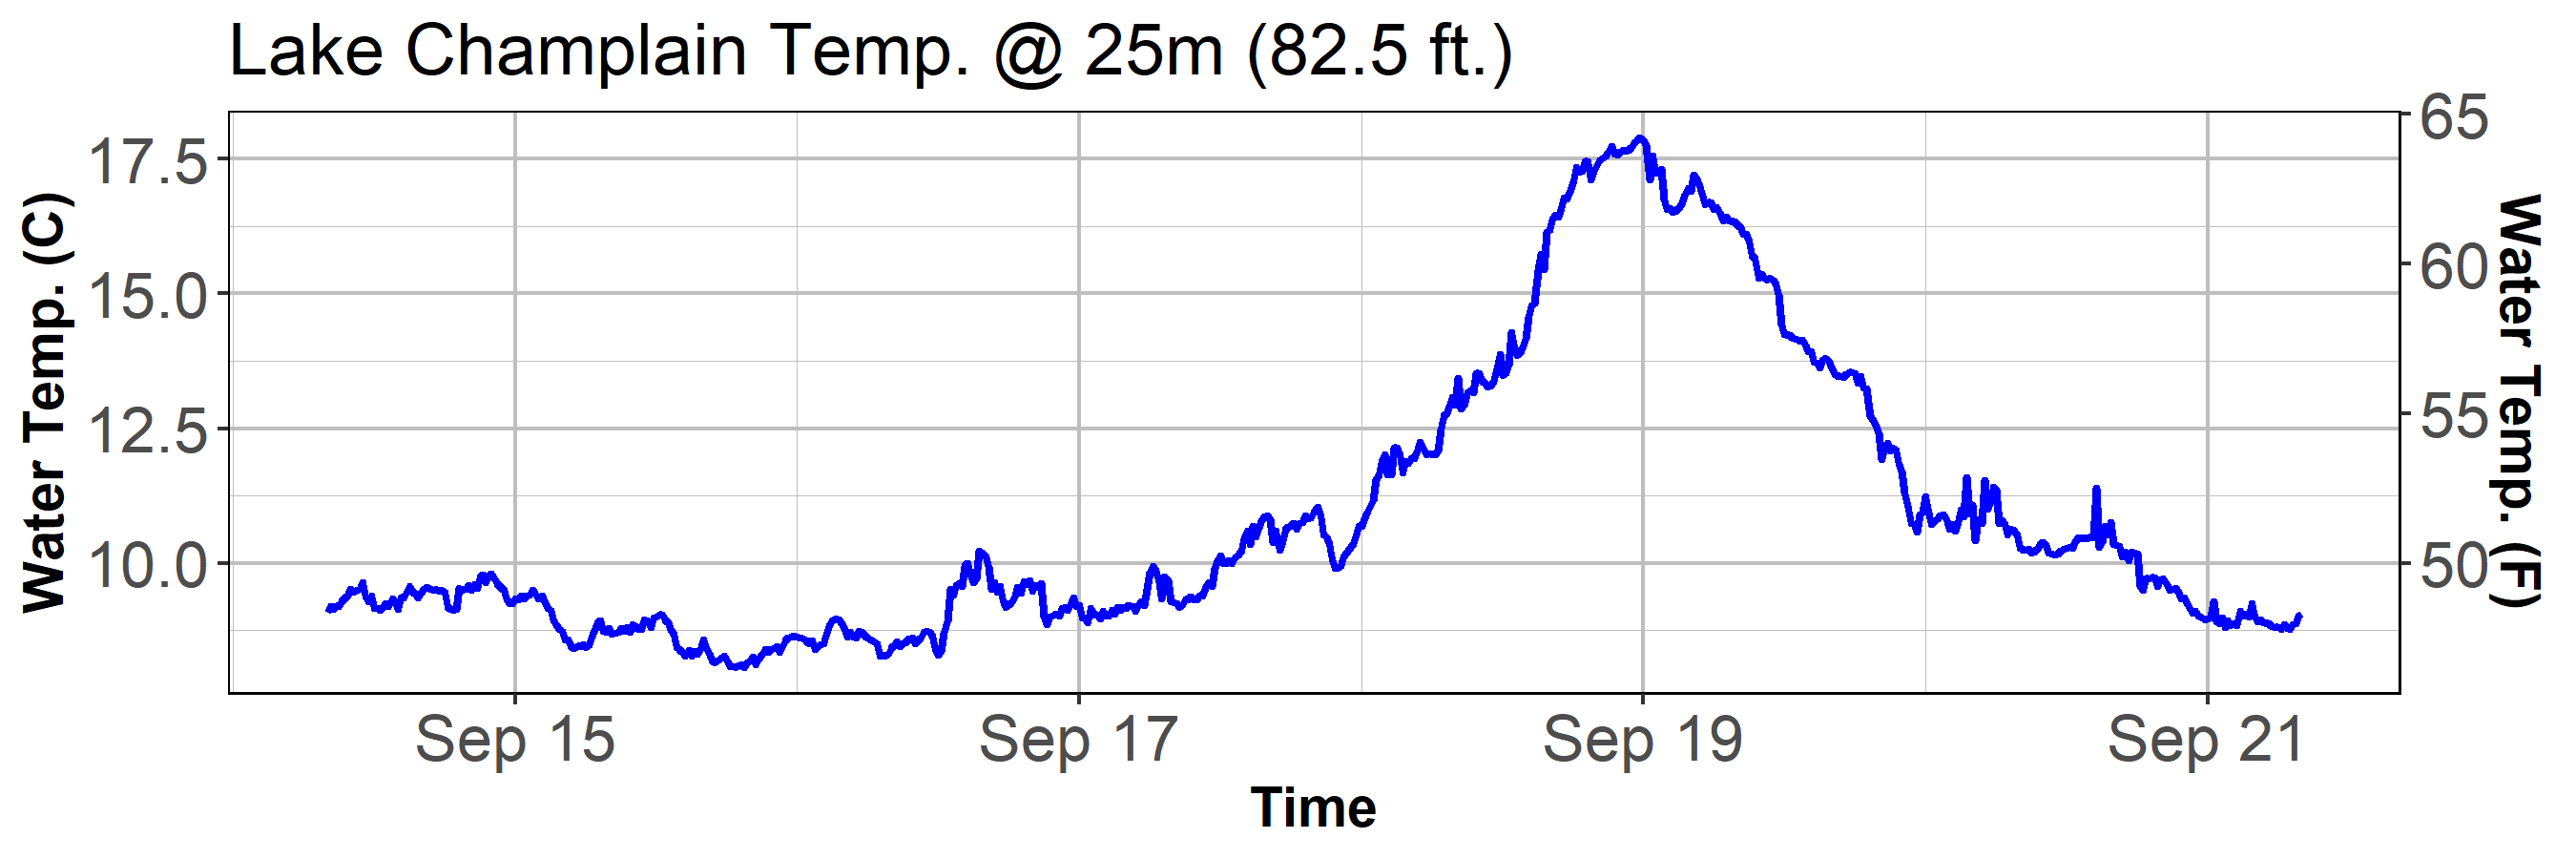 Lake Champlain Temp. @ 25m (82.5 ft.)
Water Temp. (C)
17.5
15.0
12.5
10.0
65
60
55
50
Water Temp. (F)
Sep 15
Sep 17
Sep 19
Sep 21
Time